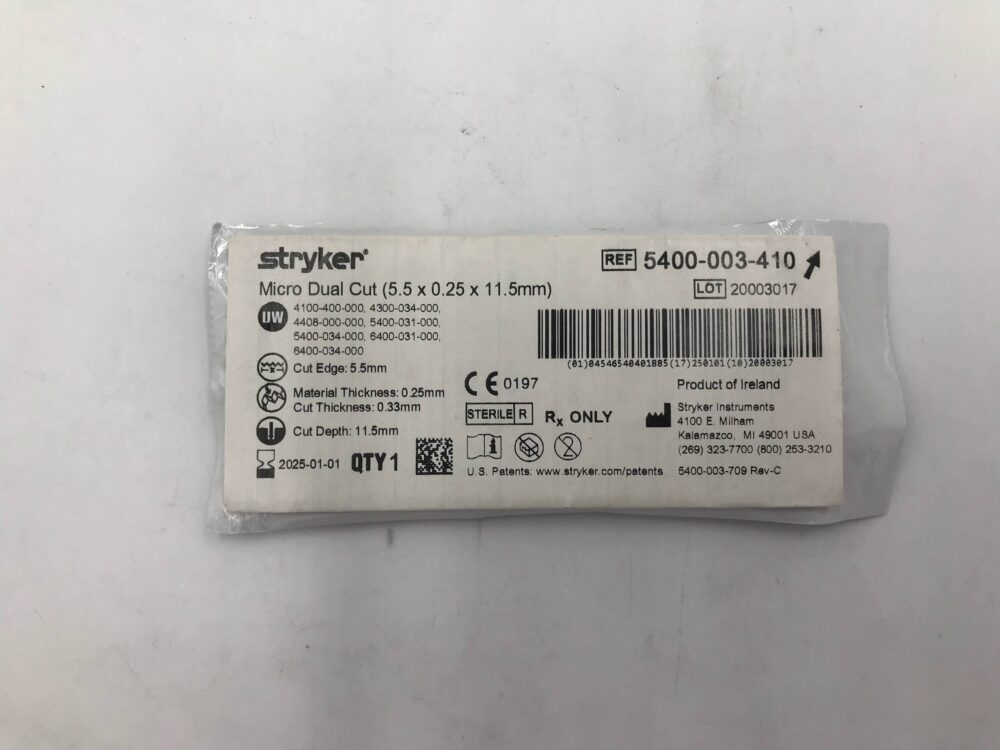 stryker®
REF 5400-003-410
LOT 20003017
Micro Dual Cut (5.5 x 0.25 x 11.5mm)
UW 4100-400-000, 4300-034-000,
4408-000-000, 5400-031-000,
5400-034-000, 6400-031-000,
6400-034-000
(01)04546540401885(17)250101(10)20003017
Cut Edge: 5.5mm
Material Thickness: 0.25mm
Cut Thickness: 0.33mm
Cut Depth: 11.5mm
2025-01-01 QTY 1
CE 0197
STERILE R Rx ONLY
2
U.S. Patents: www.stryker.com/patents
Product of Ireland
Stryker Instruments
4100 E. Milham
Kalamazoo, MI 49001 USA
(269) 323-7700 (800) 253-3210
5400-003-709 Rev-C